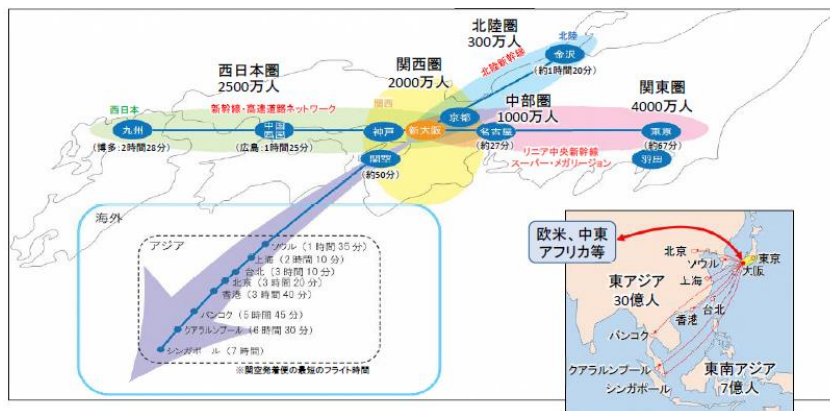 北陸圏
300万人
北陸
金沢
(約1時間20分)
北陸新幹線
関西圏
2000万人
西日本圏
2500万人
中部圏
1000万人
関東圏
4000万人
西日本
新幹線・高速道路ネットワーク
関西
京都
九州
中国
四国
神戸
新大阪
名古屋
東京
(博多:2時間28分)
(広島:1時間25分)
(約27分)
(約67分)
関空
(約50分)
リニア中央新幹線
スーパー・メガリージョン
羽田
海外
アジア
ソウル(1時間35分)
上海(2時間10分)
台北(3時間10分)
北京(3時間20分)
香港(3時間40分)
バンコク(5時間45分)
クアラルンプール(6時間30分)
シンガポール(7時間)
※関空発着便の最短のフライト時間
欧米、中東
アフリカ等
北京
ソウル
東京
大阪
上海
東アジア
30億人
台北
香港
バンコク
クアラルンプール
シンガポール
東南アジア
7億人